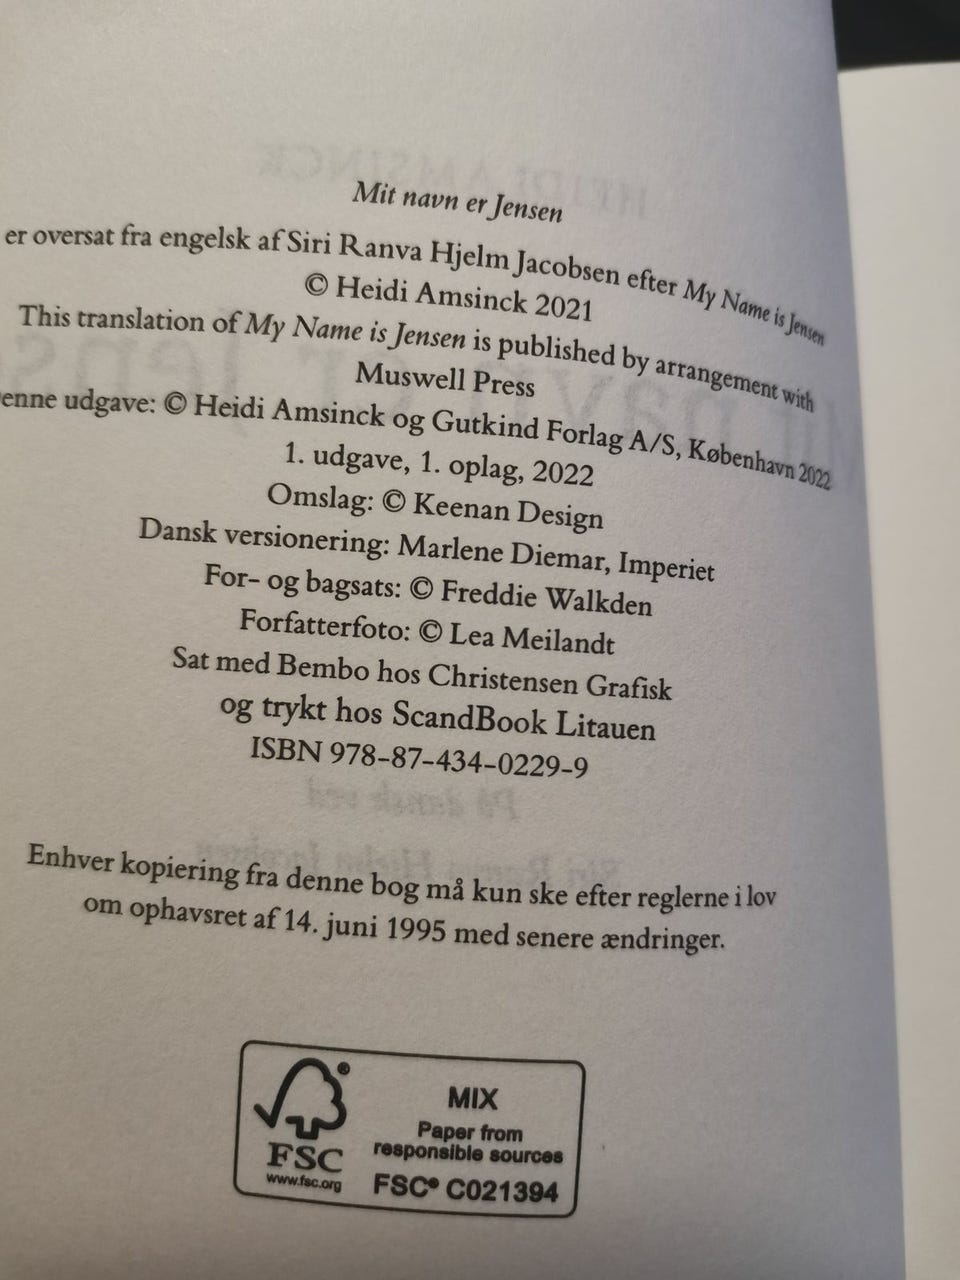 Mit navn er Jensen
er oversat fra engelsk af Siri Ranva Hjelm Jacobsen efter My Name is Jensen
© Heidi Amsinck 2021
This translation of My Name is Jensen is published by arrangement with
Muswell Press
enne udgave: © Heidi Amsinck og Gutkind Forlag A/S, København 2022
1. udgave, 1. oplag, 2022
Omslag: © Keenan Design
Dansk versionering: Marlene Diemar, Imperiet
For- og bagsats: © Freddie Walkden
Forfatterfoto: © Lea Meilandt
Sat med Bembo hos Christensen Grafisk
og trykt hos ScandBook Litauen
ISBN 978-87-434-0229-9
Enhver kopiering fra denne bog må kun ske efter reglerne i lov
om ophavsret af 14. juni 1995 med senere ændringer.
FSC
www.fsc.org
MIX
Paper from
responsible sources
FSC® C021394